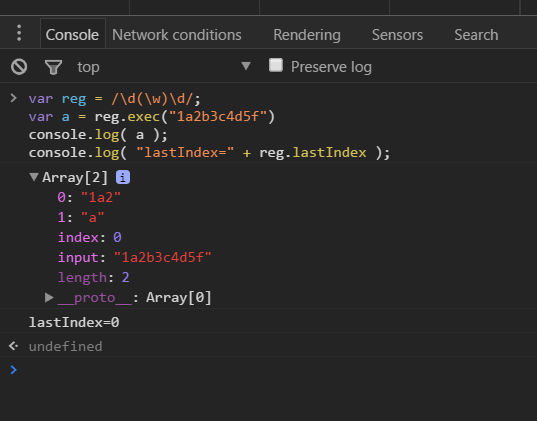 Console Network conditions Rendering Sensors Search
top Preserve log
var reg = /\d(\w)\d/;
var a = reg.exec("1a2b3c4d5f")
console.log( a );
console.log( "lastIndex=" + reg.lastIndex );
Array[2] i
0: "1a2"
1: "a"
index: 0
input: "1a2b3c4d5f"
length: 2
__proto__: Array[0]
lastIndex=0
undefined